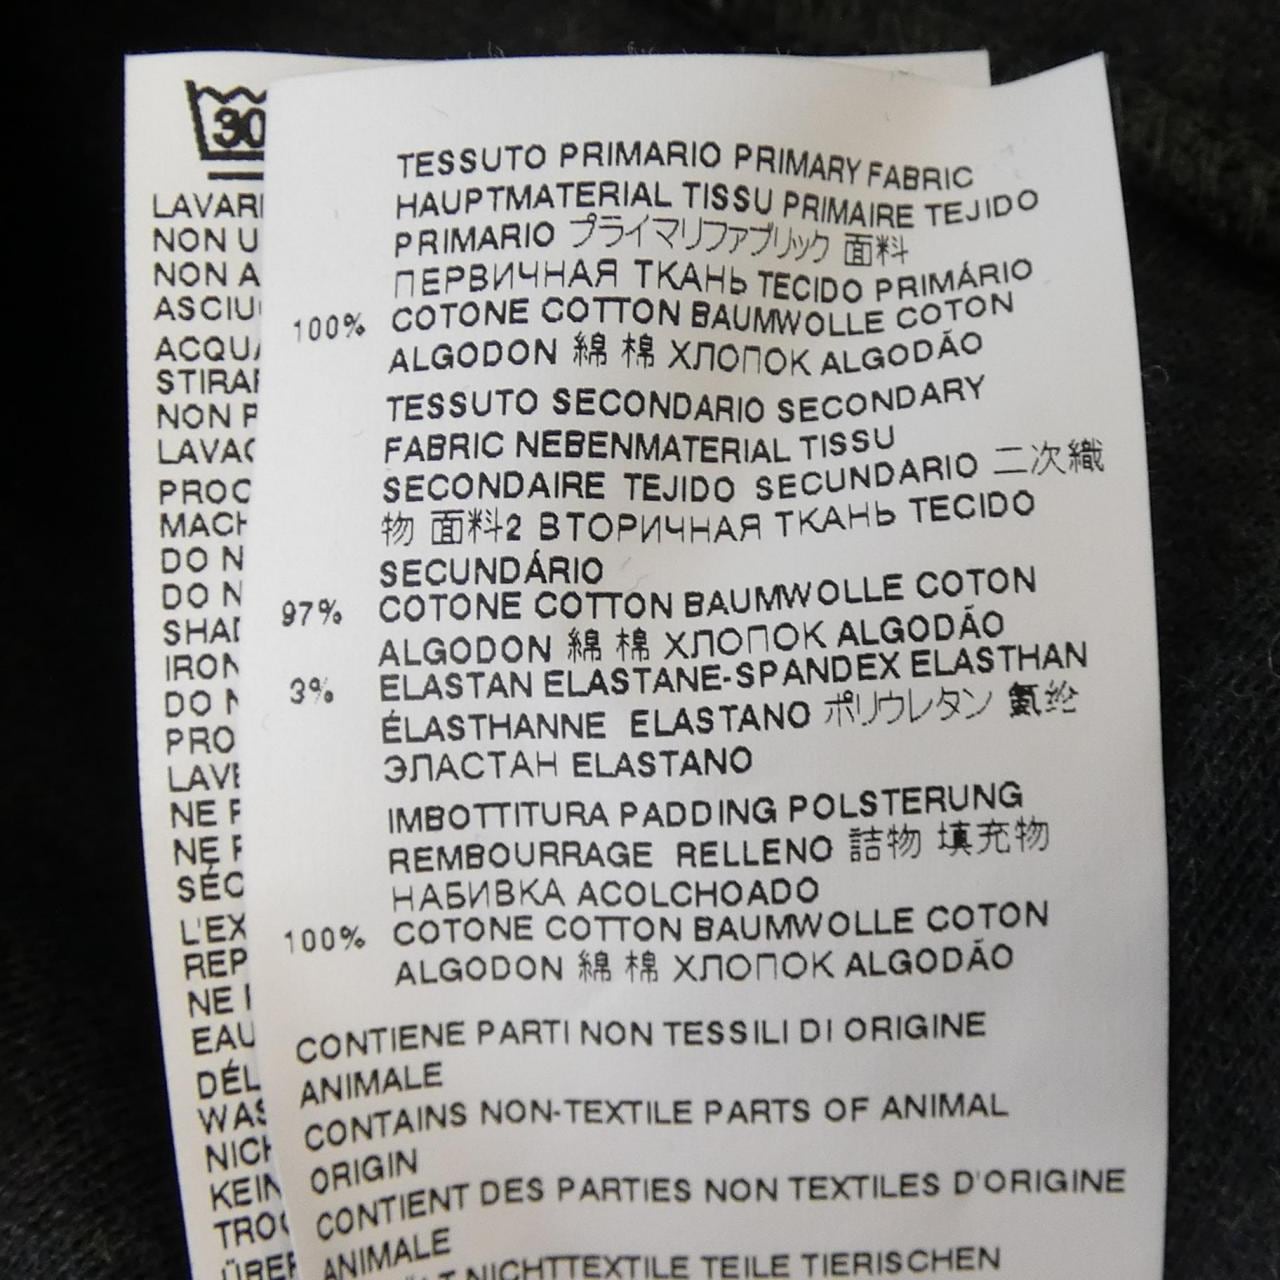 30
LAVARE
NON U
NON A
ASCIU
ACQUA
STIRAR
NON P
LAVAG
PROC
MACH
DO N
DO N
SHAD
IRON
DO N
PRO
LAVE
NE P
NE P
SÉC
L'EX
REP
NE
EAU
DÉL
WAS
NICH
KEIN
TROC
ÜBER
TESSUTO PRIMARIO PRIMARY FABRIC
HAUPTMATERIAL TISSU PRIMAIRE TEJIDO
PRIMARIO プライマリファブリック 面料
ПЕРВИЧНАЯ ТКАНЬ TECIDO PRIMÁRIO
100% COTONE COTTON BAUMWOLLE COTON
ALGODON 綿 棉 ХЛОПОК ALGODÃO
TESSUTO SECONDARIO SECONDARY
FABRIC NEBENMATERIAL TISSU
SECONDAIRE TEJIDO SECUNDARIO 二次織
物 面料2 ВТОРИЧНАЯ ТКАНЬ TECIDO
SECUNDÁRIO
97% COTONE COTTON BAUMWOLLE COTON
ALGODON 綿 棉 ХЛОПОК ALGODÃO
3% ELASTAN ELASTANE-SPANDEX ELASTHAN
ÉLASTHANNE ELASTANO ポリウレタン 氨纶
ЭЛАСТАН ELASTANO
IMBOTTITURA PADDING POLSTERUNG
REMBOURRAGE RELLENO 詰物 填充物
НАБИВКА ACOLCHOADO
100% COTONE COTTON BAUMWOLLE COTON
ALGODON 綿 棉 ХЛОПОК ALGODÃO
CONTIENE PARTI NON TESSILI DI ORIGINE
ANIMALE
CONTAINS NON-TEXTILE PARTS OF ANIMAL
ORIGIN
CONTIENT DES PARTIES NON TEXTILES D'ORIGINE
ANIMALE
NICHTTEXTILE TEILE TIERISCHEN